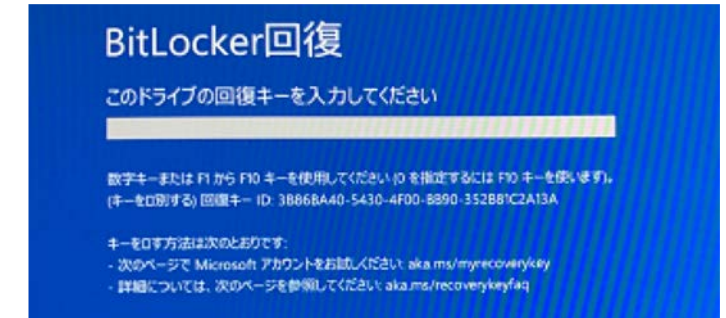 BitLocker回復
このドライブの回復キーを入力してください
数字キーまたは F1 から F10 キーを使用してください (0 を指定するには F10 キーを使います)。
(キーを口別する) 回復キー ID: 3B868A40-5430-4F00-8B90-352B81C2A13A
キーを口す方法は次のとおりです:
- 次のページで Microsoft アカウントをお試しください: aka.ms/myrecoverykey
- 詳細については、次のページを参照してください: aka.ms/recoverykeyfaq